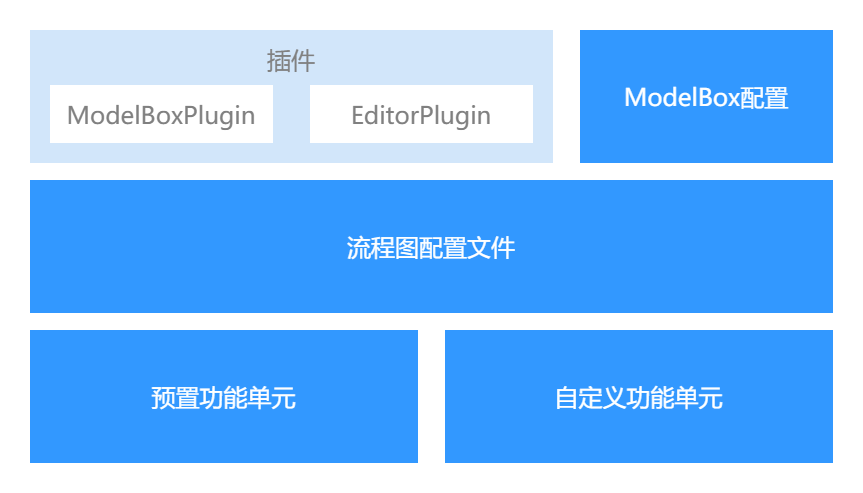 插件
ModelBoxPlugin
EditorPlugin
ModelBox配置
流程图配置文件
预置功能单元
自定义功能单元